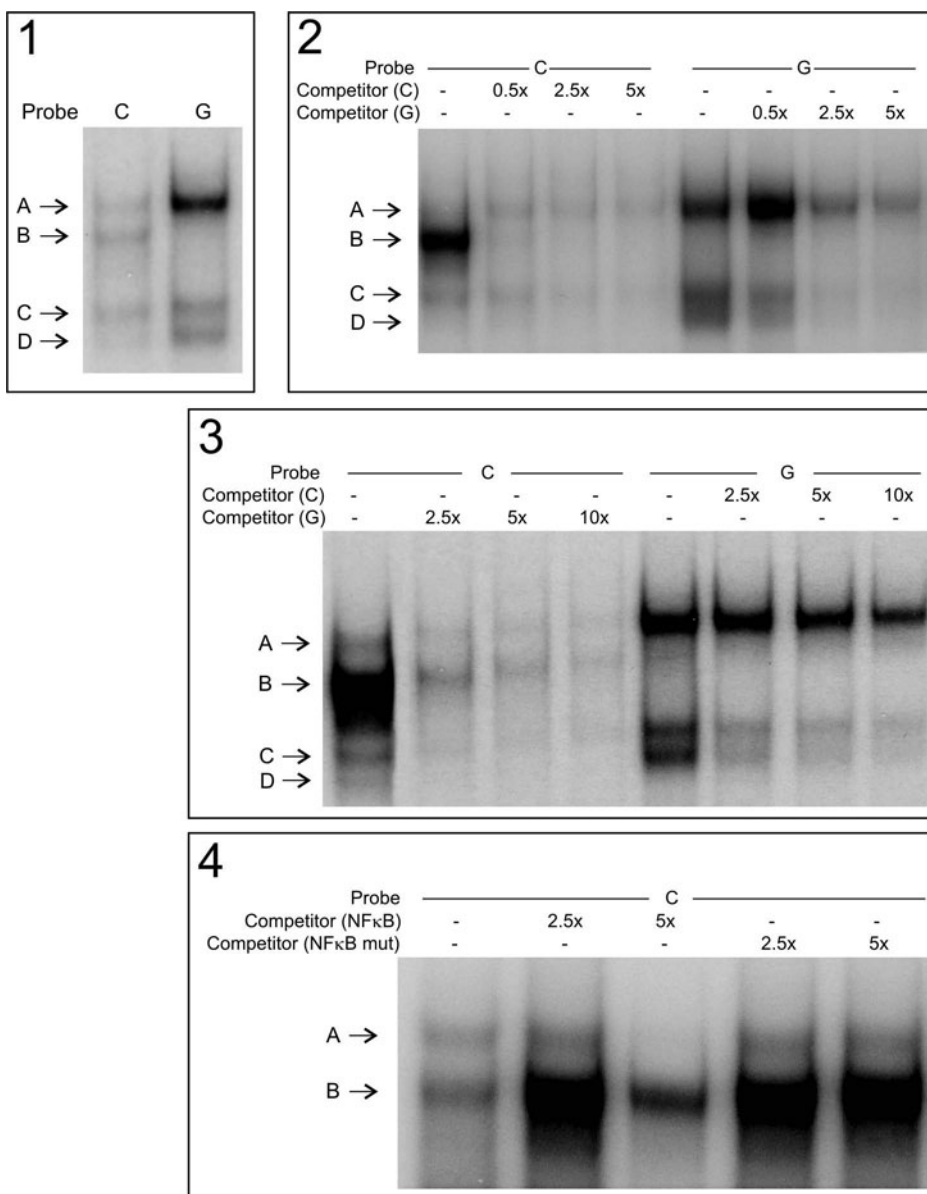 1
Probe C G
A →
B →
C →
D →
2
Probe C G
Competitor (C) - 0.5x 2.5x 5x - - - -
Competitor (G) - - - - - 0.5x 2.5x 5x
A →
B →
C →
D →
3
Probe C G
Competitor (C) - - - - - 2.5x 5x 10x
Competitor (G) - 2.5x 5x 10x - - - -
A →
B →
C →
D →
4
Probe C
Competitor (NFκB) - 2.5x 5x - -
Competitor (NFκB mut) - - - 2.5x 5x
A →
B →